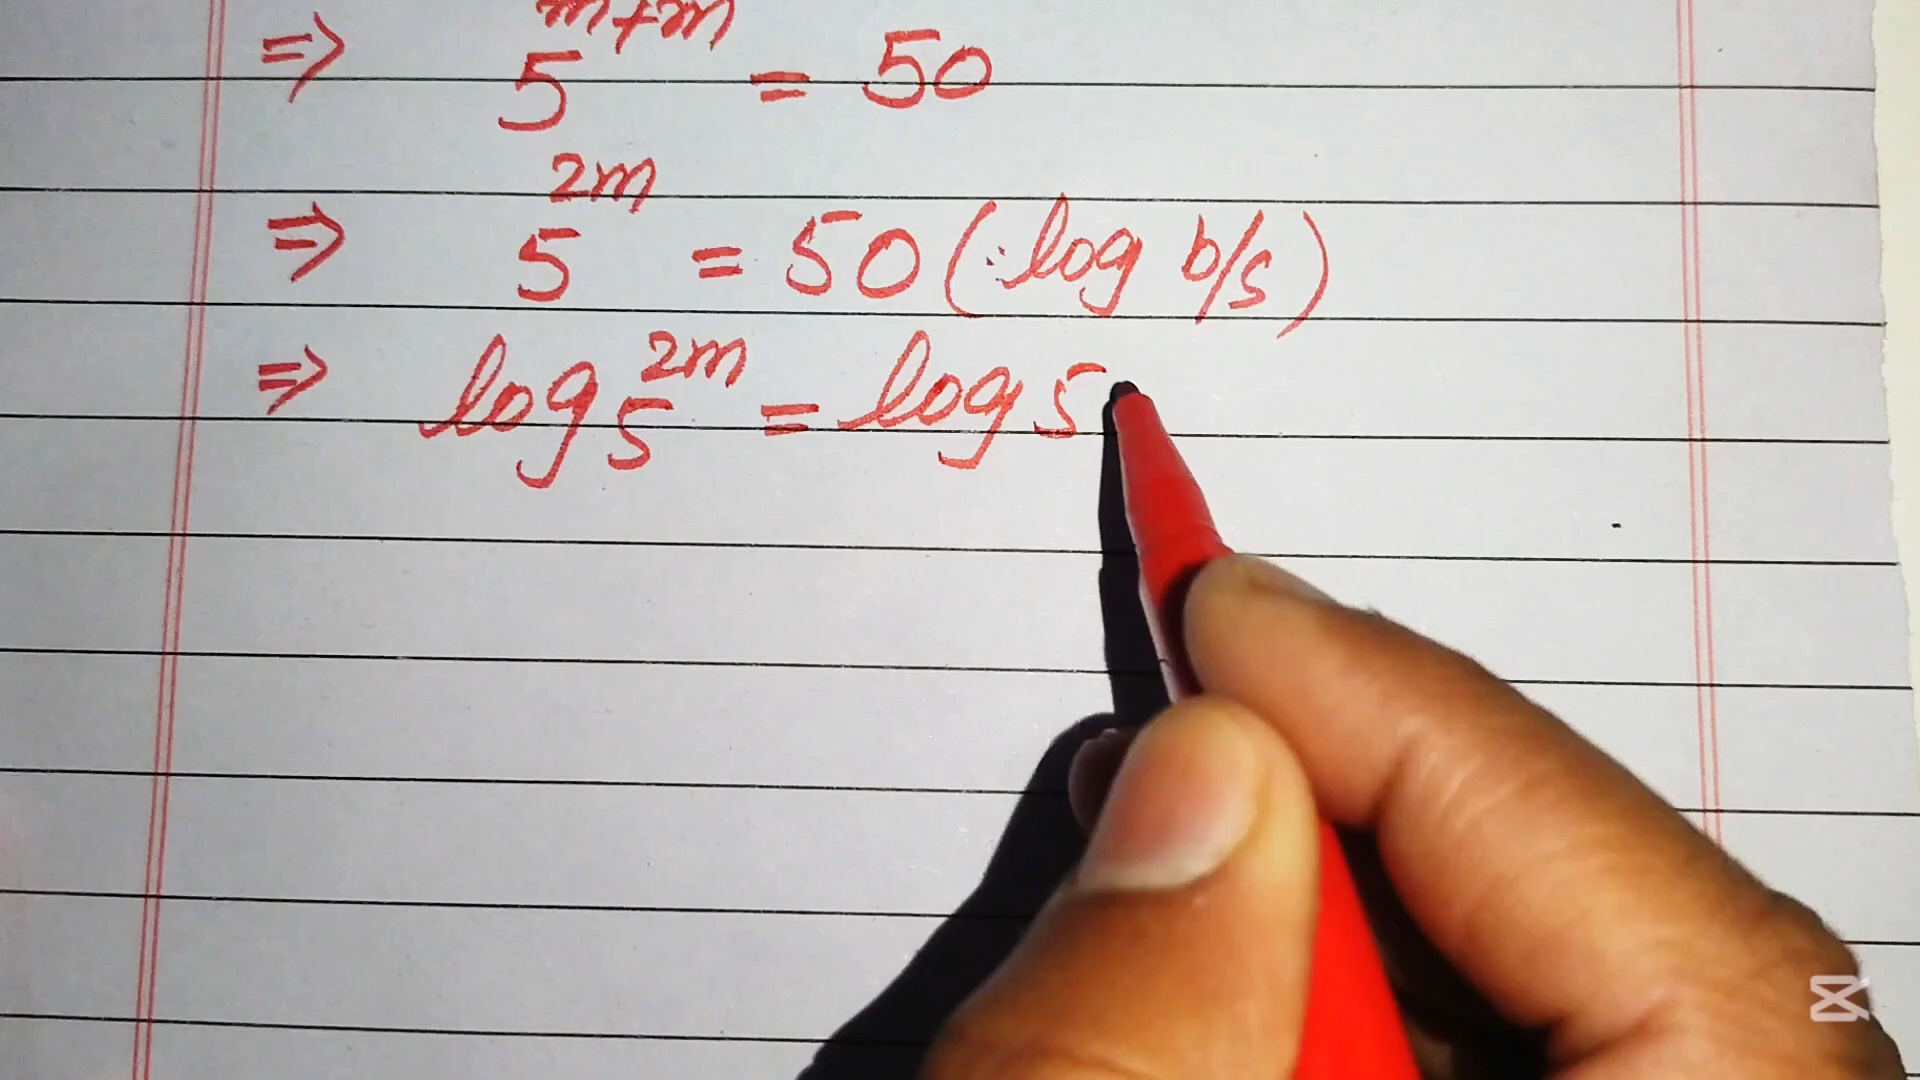 ⇒ 5^{m+m} = 50
⇒ 5^{2m} = 50 (∴ log b/s)
⇒ log 5^{2m} = log 5